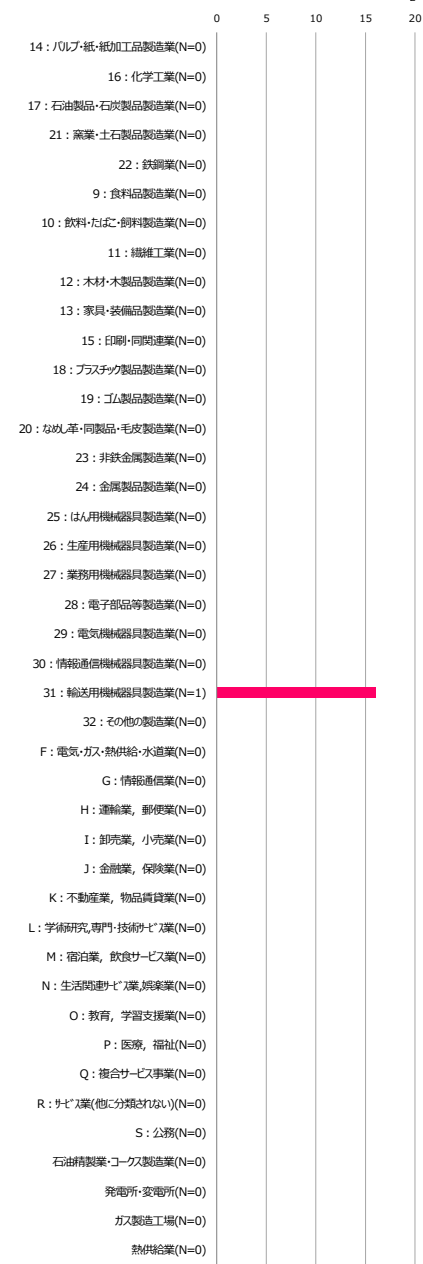 0 5 10 15 20
14：パルプ・紙・紙加工品製造業(N=0)
16：化学工業(N=0)
17：石油製品・石炭製品製造業(N=0)
21：窯業・土石製品製造業(N=0)
22：鉄鋼業(N=0)
9：食料品製造業(N=0)
10：飲料・たばこ・飼料製造業(N=0)
11：繊維工業(N=0)
12：木材・木製品製造業(N=0)
13：家具・装備品製造業(N=0)
15：印刷・同関連業(N=0)
18：プラスチック製品製造業(N=0)
19：ゴム製品製造業(N=0)
20：なめし革・同製品・毛皮製造業(N=0)
23：非鉄金属製造業(N=0)
24：金属製品製造業(N=0)
25：はん用機械器具製造業(N=0)
26：生産用機械器具製造業(N=0)
27：業務用機械器具製造業(N=0)
28：電子部品等製造業(N=0)
29：電気機械器具製造業(N=0)
30：情報通信機械器具製造業(N=0)
31：輸送用機械器具製造業(N=1)
32：その他の製造業(N=0)
F：電気・ガス・熱供給・水道業(N=0)
G：情報通信業(N=0)
H：運輸業，郵便業(N=0)
I：卸売業，小売業(N=0)
J：金融業，保険業(N=0)
K：不動産業，物品賃貸業(N=0)
L：学術研究,専門・技術ｻｰﾋﾞｽ業(N=0)
M：宿泊業，飲食サービス業(N=0)
N：生活関連ｻｰﾋﾞｽ業,娯楽業(N=0)
O：教育，学習支援業(N=0)
P：医療，福祉(N=0)
Q：複合サービス事業(N=0)
R：ｻｰﾋﾞｽ業(他に分類されない)(N=0)
S：公務(N=0)
石油精製業・コークス製造業(N=0)
発電所・変電所(N=0)
ガス製造工場(N=0)
熱供給業(N=0)